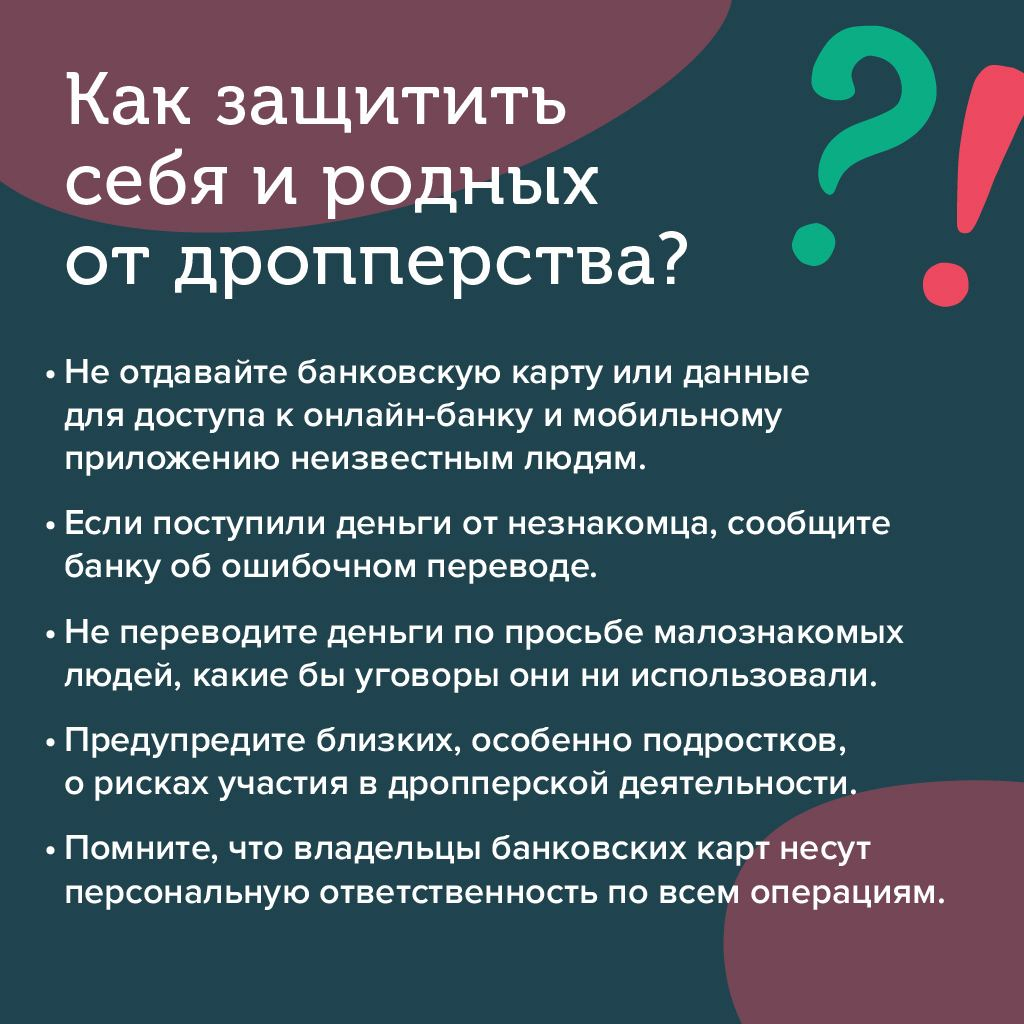 Как защитить
себя и родных
от дропперства?
?!
• Не отдавайте банковскую карту или данные
для доступа к онлайн-банку и мобильному
приложению неизвестным людям.
• Если поступили деньги от незнакомца, сообщите
банку об ошибочном переводе.
• Не переводите деньги по просьбе малознакомых
людей, какие бы уговоры они ни использовали.
• Предупредите близких, особенно подростков,
о рисках участия в дропперской деятельности.
• Помните, что владельцы банковских карт несут
персональную ответственность по всем операциям.